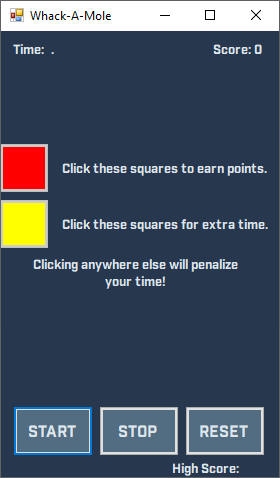 Whack-A-Mole
Time: .
Score: 0
Click these squares to earn points.
Click these squares for extra time.
Clicking anywhere else will penalize
your time!
START
STOP
RESET
High Score: